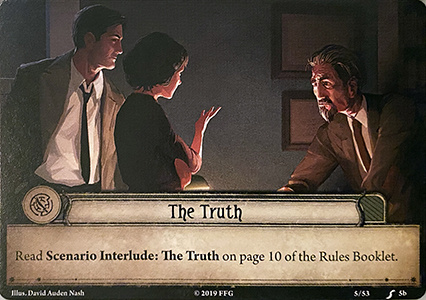 The Truth
Read Scenario Interlude: The Truth on page 10 of the Rules Booklet.
Illus. David Auden Nash © 2019 FFG 5/53 5b